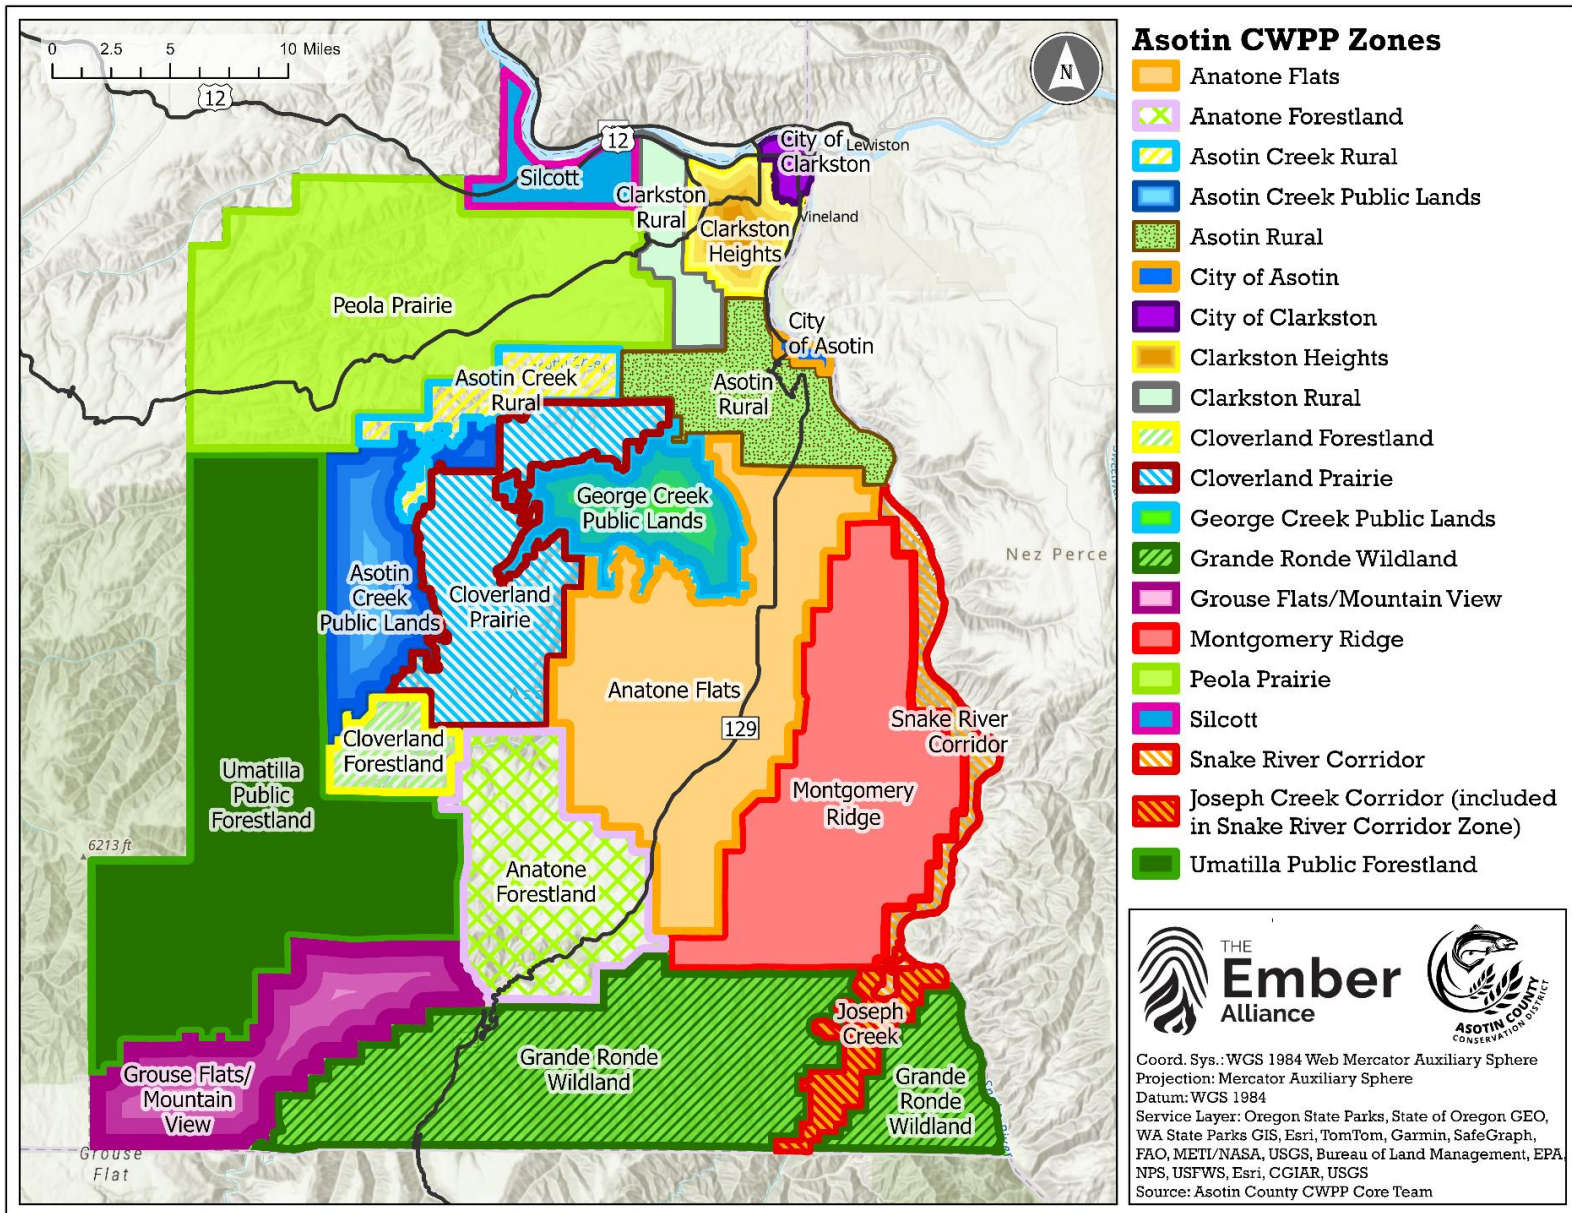 0 2.5 5 10 Miles
12
N
12
City of
Clarkston
Lewiston
Silcott
Clarkston
Rural
Vineland
Clarkston
Heights
Peola Prairie
City
of Asotin
Asotin Creek
Rural
Asotin
Rural
George Creek
Public Lands
Nez Perce
Asotin
Creek
Public Lands
Cloverland
Prairie
Anatone Flats
129
Snake River
Corridor
Cloverland
Forestland
Umatilla
Public
Forestland
Montgomery
Ridge
6213 ft
Anatone
Forestland
Joseph
Creek
Grande Ronde
Wildland
Grouse Flats/
Mountain
View
Grande
Ronde
Wildland
Grouse
Flat
Asotin CWPP Zones
Anatone Flats
Anatone Forestland
Asotin Creek Rural
Asotin Creek Public Lands
Asotin Rural
City of Asotin
City of Clarkston
Clarkston Heights
Clarkston Rural
Cloverland Forestland
Cloverland Prairie
George Creek Public Lands
Grande Ronde Wildland
Grouse Flats/Mountain View
Montgomery Ridge
Peola Prairie
Silcott
Snake River Corridor
Joseph Creek Corridor (included
in Snake River Corridor Zone)
Umatilla Public Forestland
THE
Ember
Alliance
ASOTIN COUNTY
CONSERVATION DISTRICT
Coord. Sys.: WGS 1984 Web Mercator Auxiliary Sphere
Projection: Mercator Auxiliary Sphere
Datum: WGS 1984
Service Layer: Oregon State Parks, State of Oregon GEO,
WA State Parks GIS, Esri, TomTom, Garmin, SafeGraph,
FAO, METI/NASA, USGS, Bureau of Land Management, EPA,
NPS, USFWS, Esri, CGIAR, USGS
Source: Asotin County CWPP Core Team